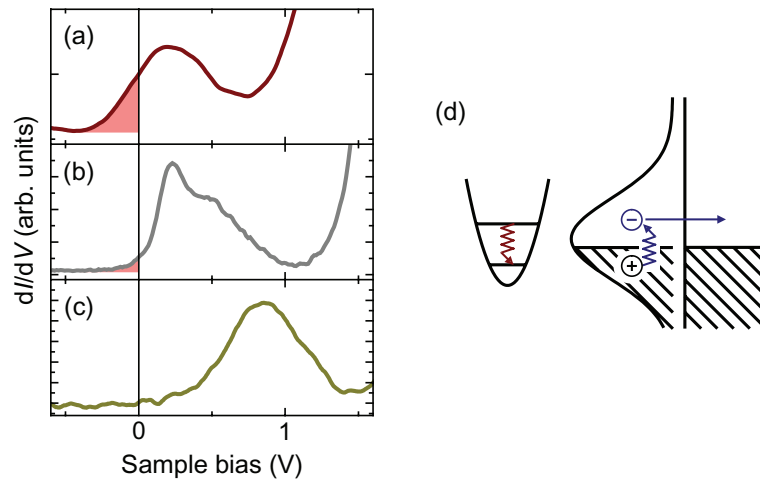 (a)
(b)
(c)
dI/dV (arb. units)
0
1
Sample bias (V)
(d)
−
+